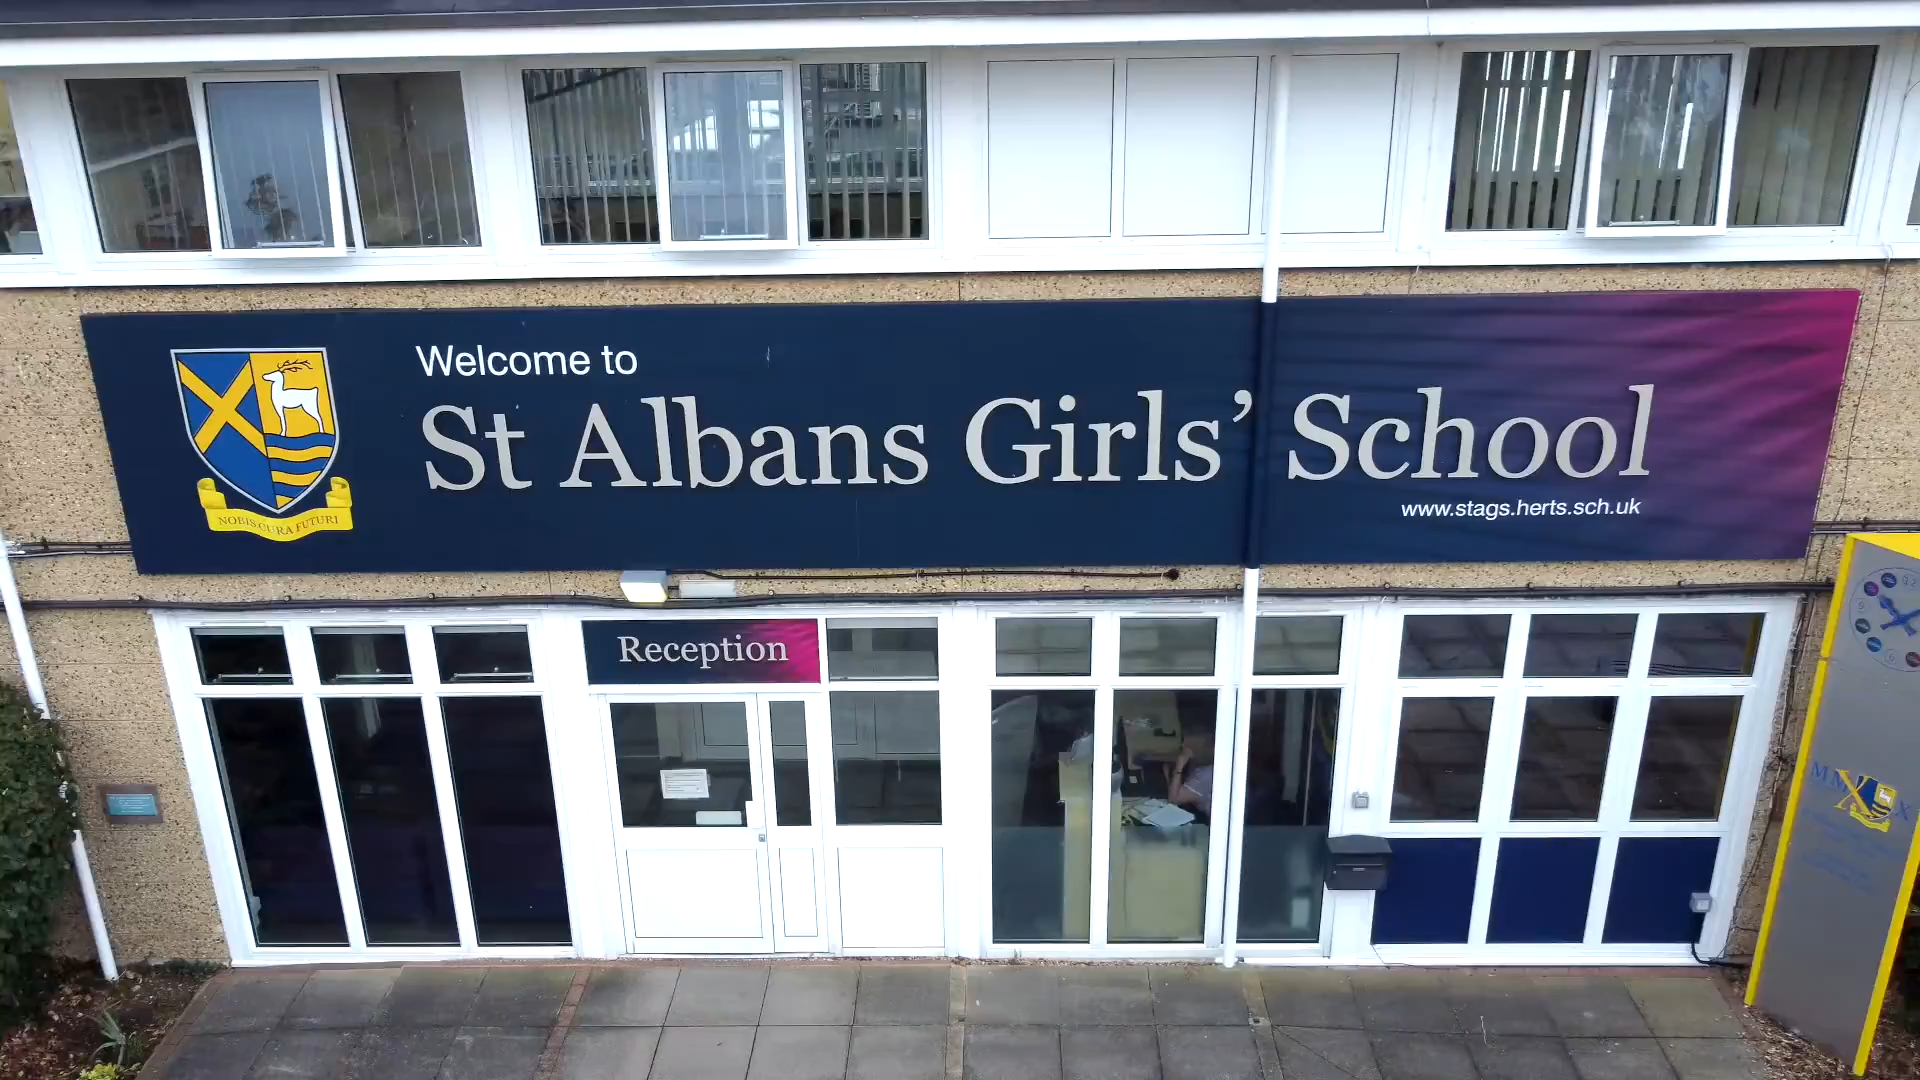 Welcome to
St Albans Girls' School
www.stags.herts.sch.uk
NOBIS CURA FUTURI
Reception